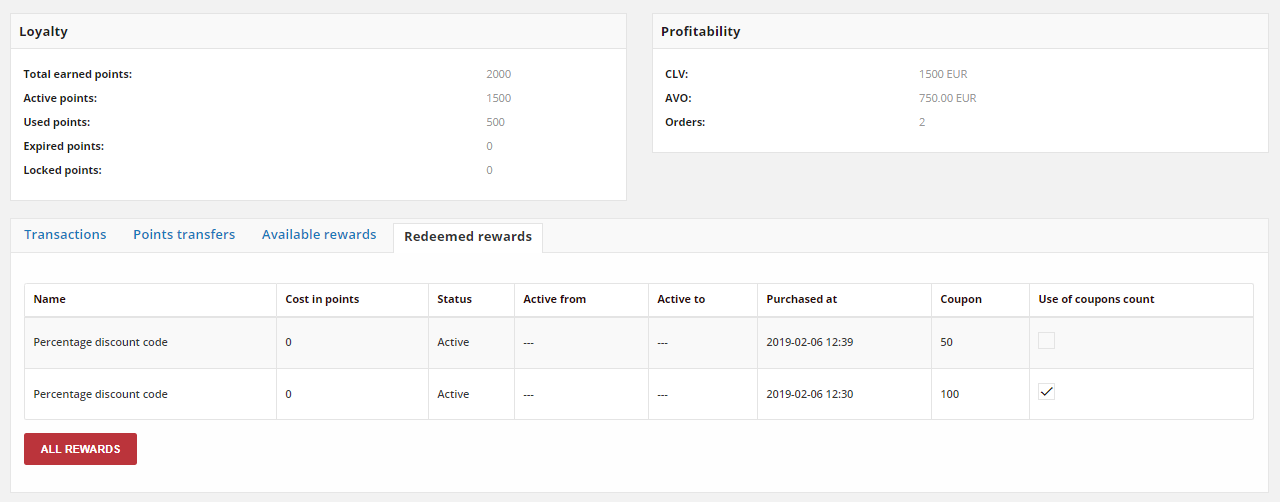 Loyalty
Total earned points: 2000
Active points: 1500
Used points: 500
Expired points: 0
Locked points: 0
Profitability
CLV: 1500 EUR
AVO: 750.00 EUR
Orders: 2
Transactions Points transfers Available rewards Redeemed rewards
Name Cost in points Status Active from Active to Purchased at Coupon Use of coupons count
Percentage discount code 0 Active --- --- 2019-02-06 12:39 50
Percentage discount code 0 Active --- --- 2019-02-06 12:30 100
ALL REWARDS